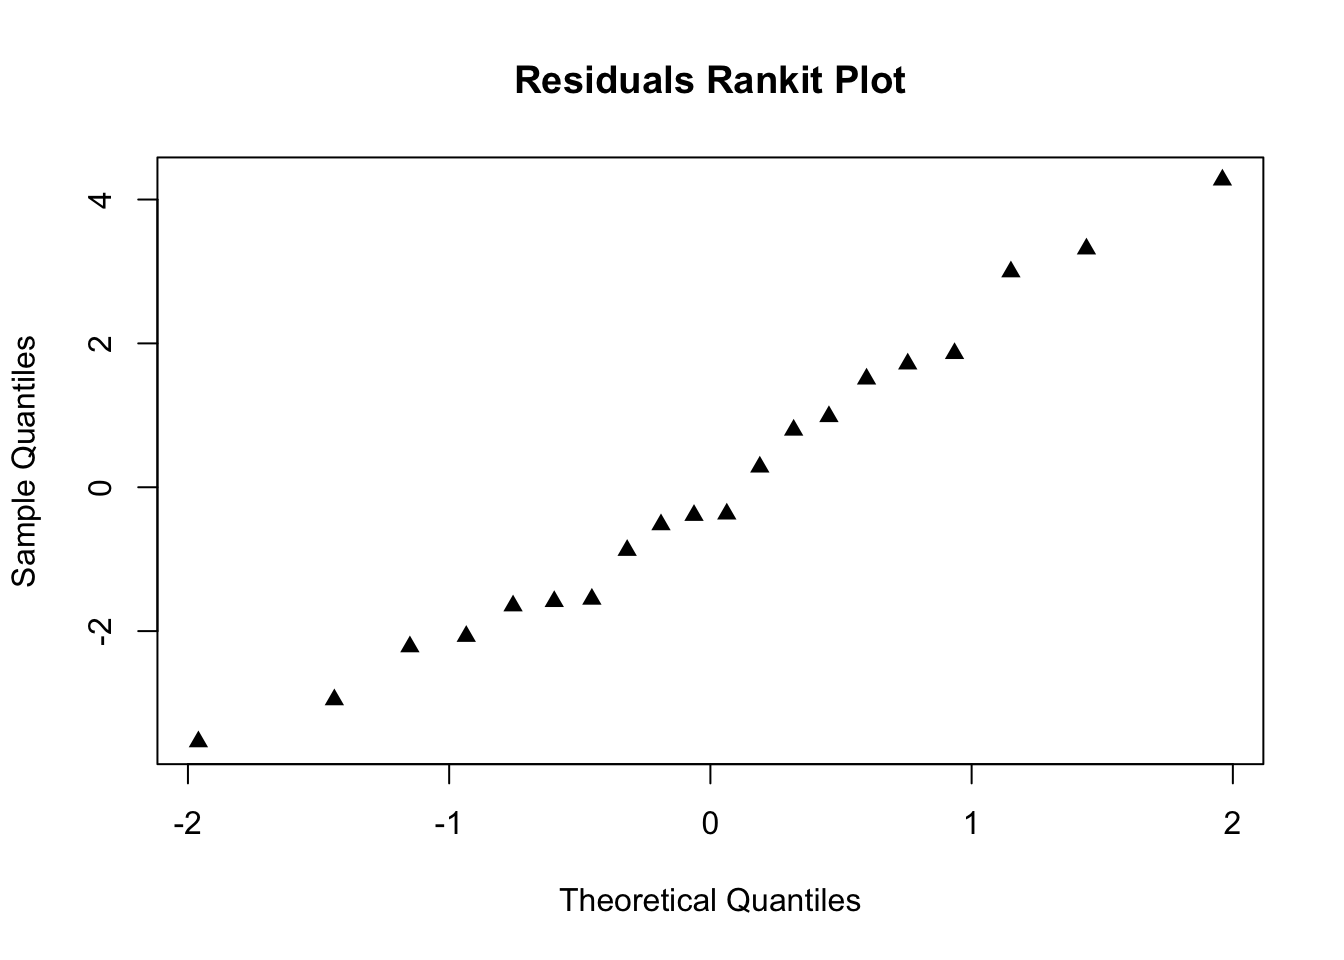 Residuals Rankit Plot
4
2
0
-2
Sample Quantiles
-2 -1 0 1 2
Theoretical Quantiles